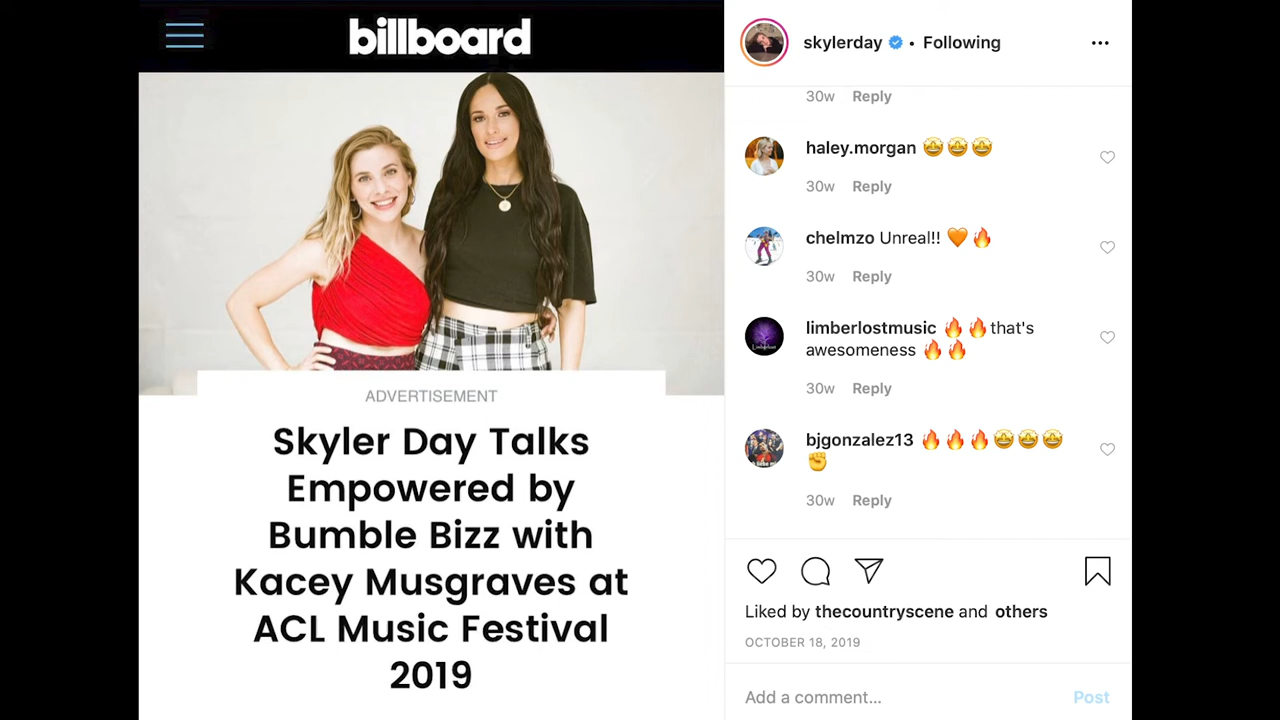 billboard
ADVERTISEMENT
Skyler Day Talks
Empowered by
Bumble Bizz with
Kacey Musgraves at
ACL Music Festival
2019
skylerday • Following
30w Reply
haley.morgan 🤩🤩🤩
30w Reply
chelmzo Unreal!! 🧡🔥
30w Reply
limberlostmusic 🔥🔥that's
awesomeness 🔥🔥
30w Reply
bjgonzalez13 🔥🔥🔥🤩🤩🤩
✊
30w Reply
Liked by thecountryscene and others
OCTOBER 18, 2019
Add a comment... Post